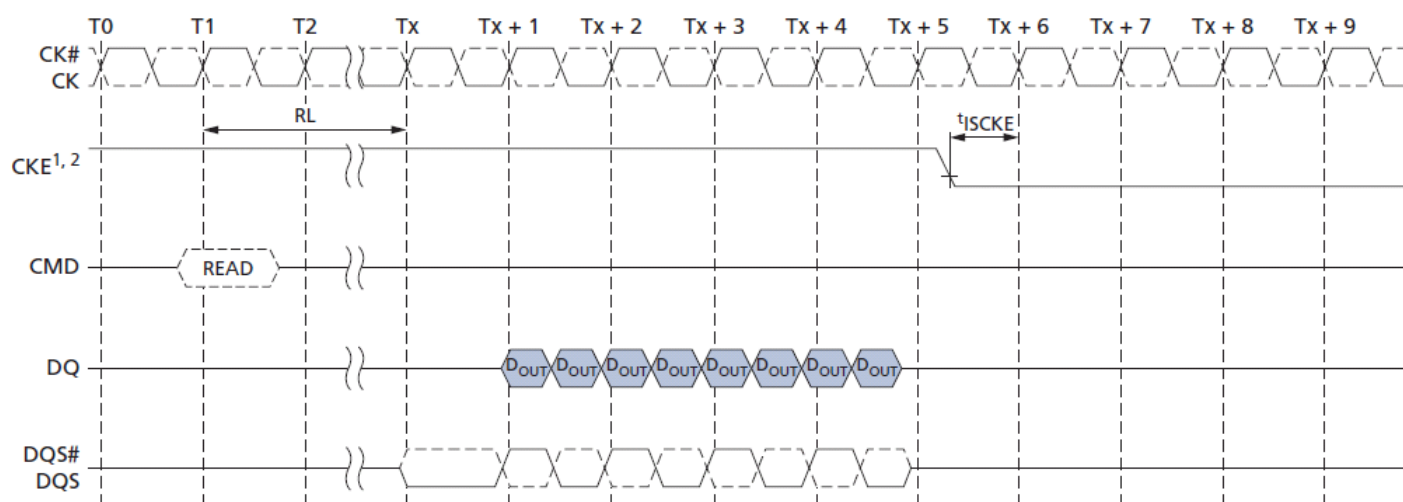 T0 T1 T2 Tx Tx + 1 Tx + 2 Tx + 3 Tx + 4 Tx + 5 Tx + 6 Tx + 7 Tx + 8 Tx + 9
CK#
CK
RL
tISCKE
CKE1, 2
CMD READ
DQ DOUT DOUT DOUT DOUT DOUT DOUT DOUT DOUT
DQS#
DQS